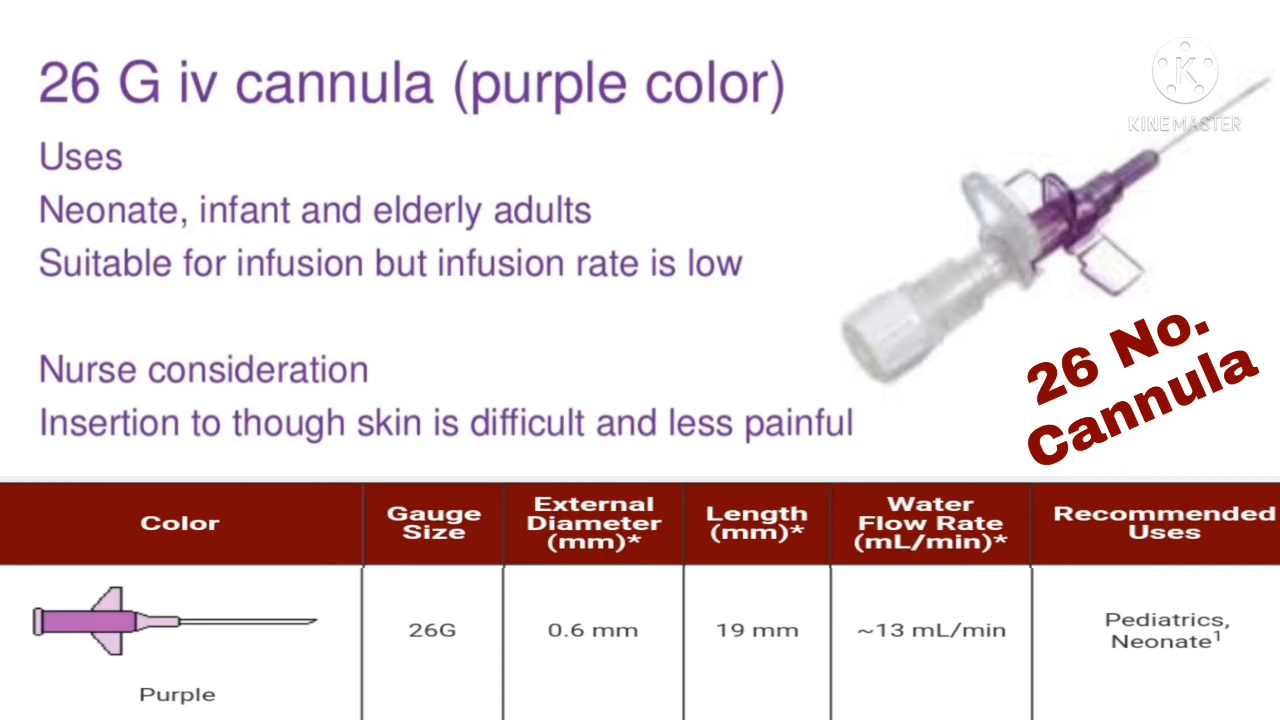 26 G iv cannula (purple color)
Uses
Neonate, infant and elderly adults
Suitable for infusion but infusion rate is low
Nurse consideration
Insertion to though skin is difficult and less painful
K
KINEMASTER
26 No.
Cannula
Color
Gauge
Size
External
Diameter
(mm)*
Length
(mm)*
Water
Flow Rate
(mL/min)*
Recommended
Uses
26G
0.6 mm
19 mm
~13 mL/min
Pediatrics,
Neonate¹
Purple